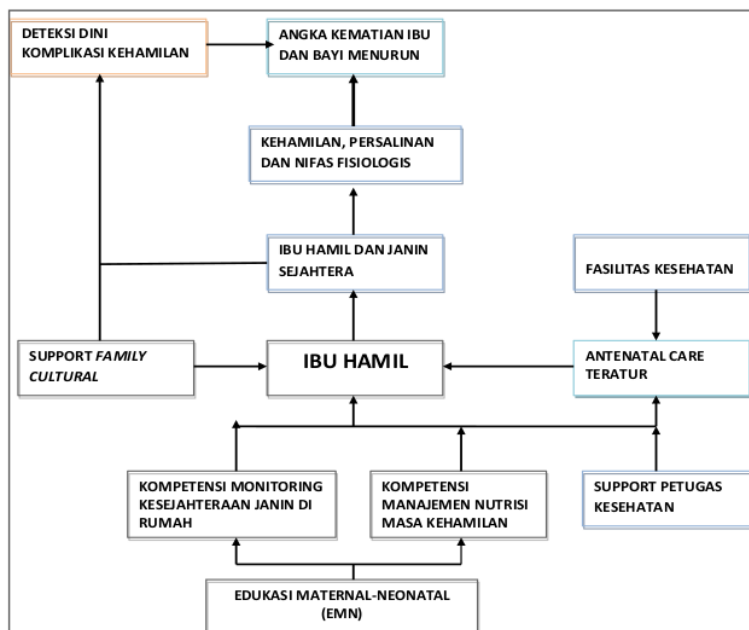 DETEKSI DINI
KOMPLIKASI KEHAMILAN
ANGKA KEMATIAN IBU
DAN BAYI MENURUN
KEHAMILAN, PERSALINAN
DAN NIFAS FISIOLOGIS
IBU HAMIL DAN JANIN
SEJAHTERA
FASILITAS KESEHATAN
SUPPORT FAMILY
CULTURAL
IBU HAMIL
ANTENATAL CARE
TERATUR
KOMPETENSI MONITORING
KESEJAHTERAAN JANIN DI
RUMAH
KOMPETENSI
MANAJEMEN NUTRISI
MASA KEHAMILAN
SUPPORT PETUGAS
KESEHATAN
EDUKASI MATERNAL-NEONATAL
(EMN)